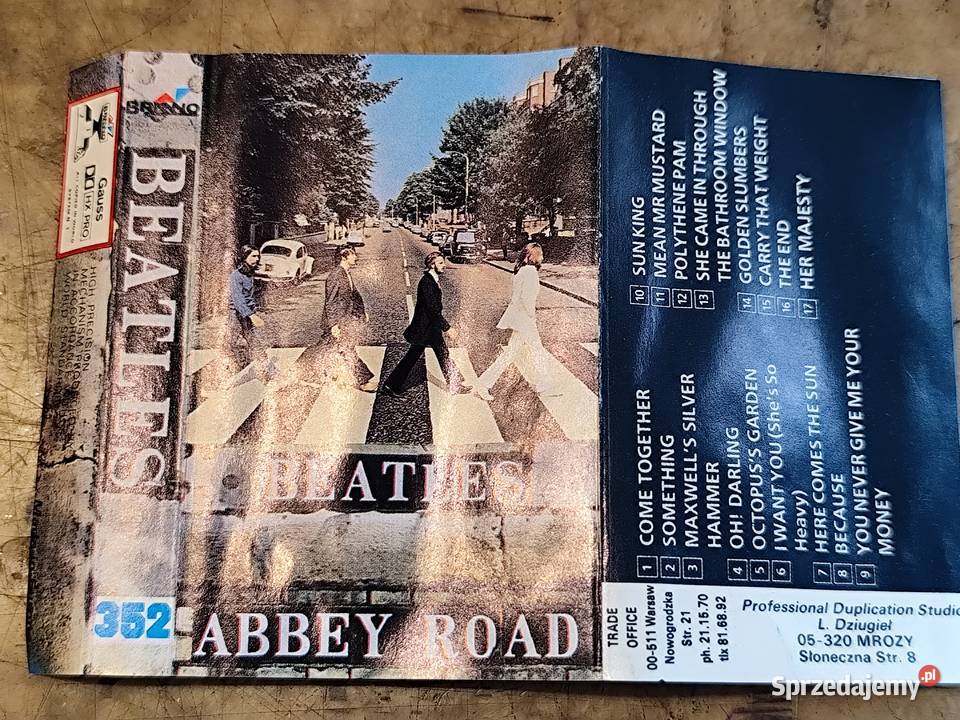 BRAVO
BEATLES
352
Gauss
HX PRO
HIGH PRECISION
BEATLES
ABBEY ROAD
1 COME TOGETHER
2 SOMETHING
3 MAXWELL'S SILVER
HAMMER
4 OH! DARLING
5 OCTOPUS'S GARDEN
6 I WANT YOU (She'S So
Heavy)
7 HERE COMES THE SUN
8 BECAUSE
9 YOU NEVER GIVE ME YOUR
MONEY
10 SUN KING
11 MEAN MR MUSTARD
12 POLYTHENE PAM
13 SHE CAME IN THROUGH
THE BATHROOM WINDOW
14 GOLDEN SLUMBERS
15 CARRY THAT WEIGHT
16 THE END
17 HER MAJESTY
TRADE
OFFICE
00-511 Warsaw
Nowogrodzka
Str. 21
ph. 21.15.70
tlx 81.68.92
Professional Duplication Studio
L. Dziugieł
05-320 MROZY
Słoneczna Str. 8
Sprzedajemy.pl